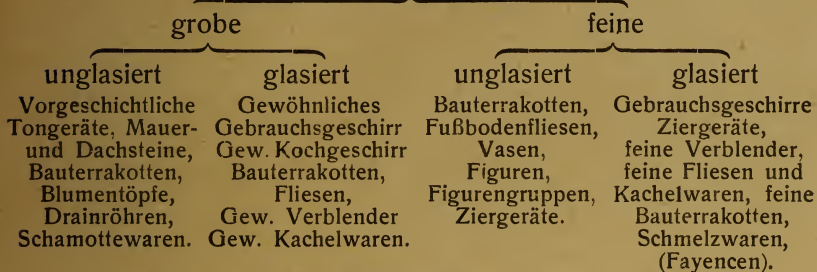 grobe
feine
unglasiert
glasiert
unglasiert
glasiert
Vorgeschichtliche
Tongeräte, Mauer-
und Dachsteine,
Bauterrakotten,
Blumentöpfe,
Drainröhren,
Schamottewaren.
Gewöhnliches
Gebrauchsgeschirr
Gew. Kochgeschirr
Bauterrakotten,
Fliesen,
Gew. Verblender
Gew. Kachelwaren.
Bauterrakotten,
Fußbodenfliesen,
Vasen,
Figuren,
Figurengruppen,
Ziergeräte.
Gebrauchsgeschirre
Ziergeräte,
feine Verblender,
feine Fliesen und
Kachelwaren, feine
Bauterrakotten,
Schmelzwaren,
(Fayencen).